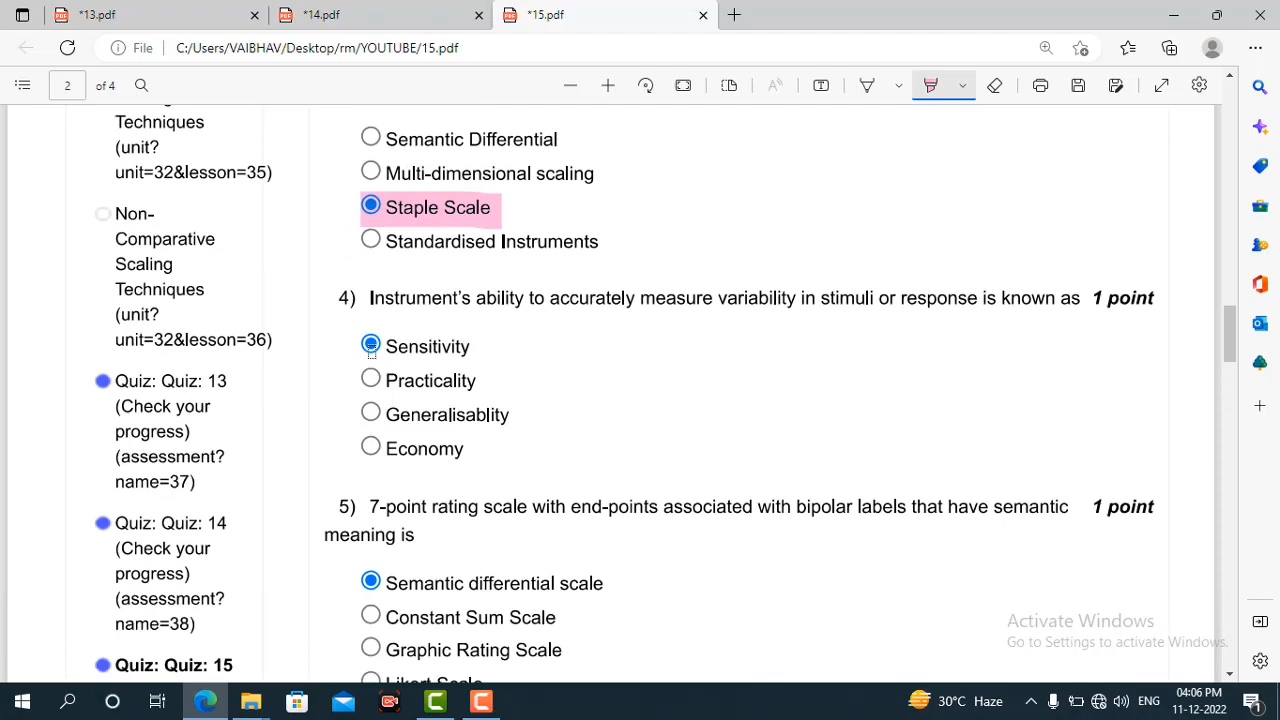 *13.pdf
*14.pdf
*15.pdf
File
C:/Users/VAIBHAV/Desktop/rm/YOUTUBE/15.pdf
2 of 4
Techniques
(unit?
unit=32&lesson=35)
Non-
Comparative
Scaling
Techniques
(unit?
unit=32&lesson=36)
Quiz: Quiz: 13
(Check your
progress)
(assessment?
name=37)
Quiz: Quiz: 14
(Check your
progress)
(assessment?
name=38)
Quiz: Quiz: 15
Semantic Differential
Multi-dimensional scaling
Staple Scale
Standardised Instruments
4) Instrument's ability to accurately measure variability in stimuli or response is known as 1 point
Sensitivity
Practicality
Generalisablity
Economy
5) 7-point rating scale with end-points associated with bipolar labels that have semantic 1 point
meaning is
Semantic differential scale
Constant Sum Scale
Graphic Rating Scale
Likert Scale
Activate Windows
Go to Settings to activate Windows.
30°C Haze
ENG
04:06 PM
11-12-2022